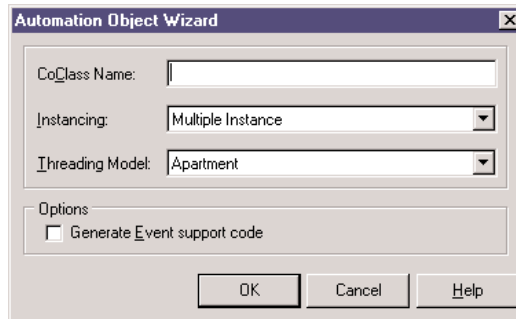 Automation Object Wizard
CoClass Name:
Instancing: Multiple Instance
Threading Model: Apartment
Options
Generate Event support code
OK Cancel Help